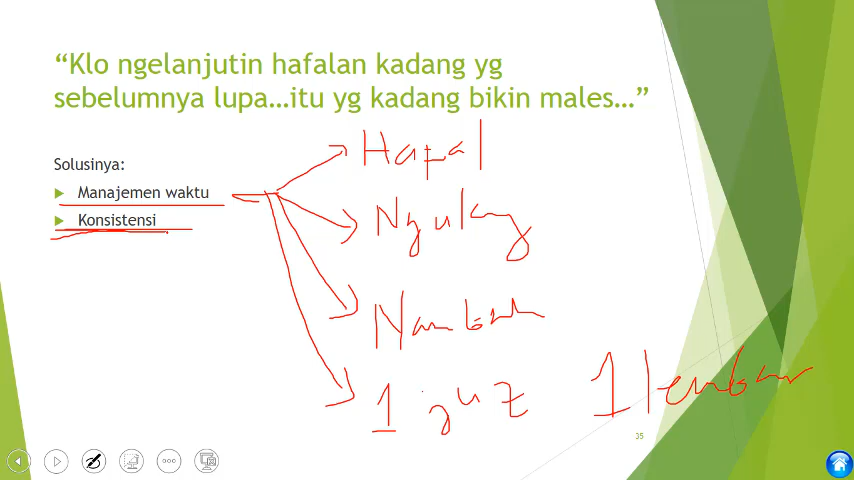 “Klo ngelanjutin hafalan kadang yg
sebelumnya lupa...itu yg kadang bikin males...”
Solusinya:
Manajemen waktu
Konsistensi
Hapal
Ngulang
Nambah
1 juz 1 lembar
35